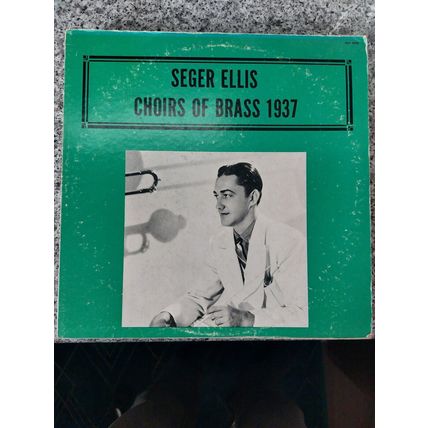 SEGER ELLIS
CHOIRS OF BRASS 1937